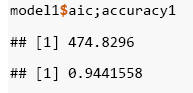 model1$aic;accuracy1
## [1] 474.8296
## [1] 0.9441558